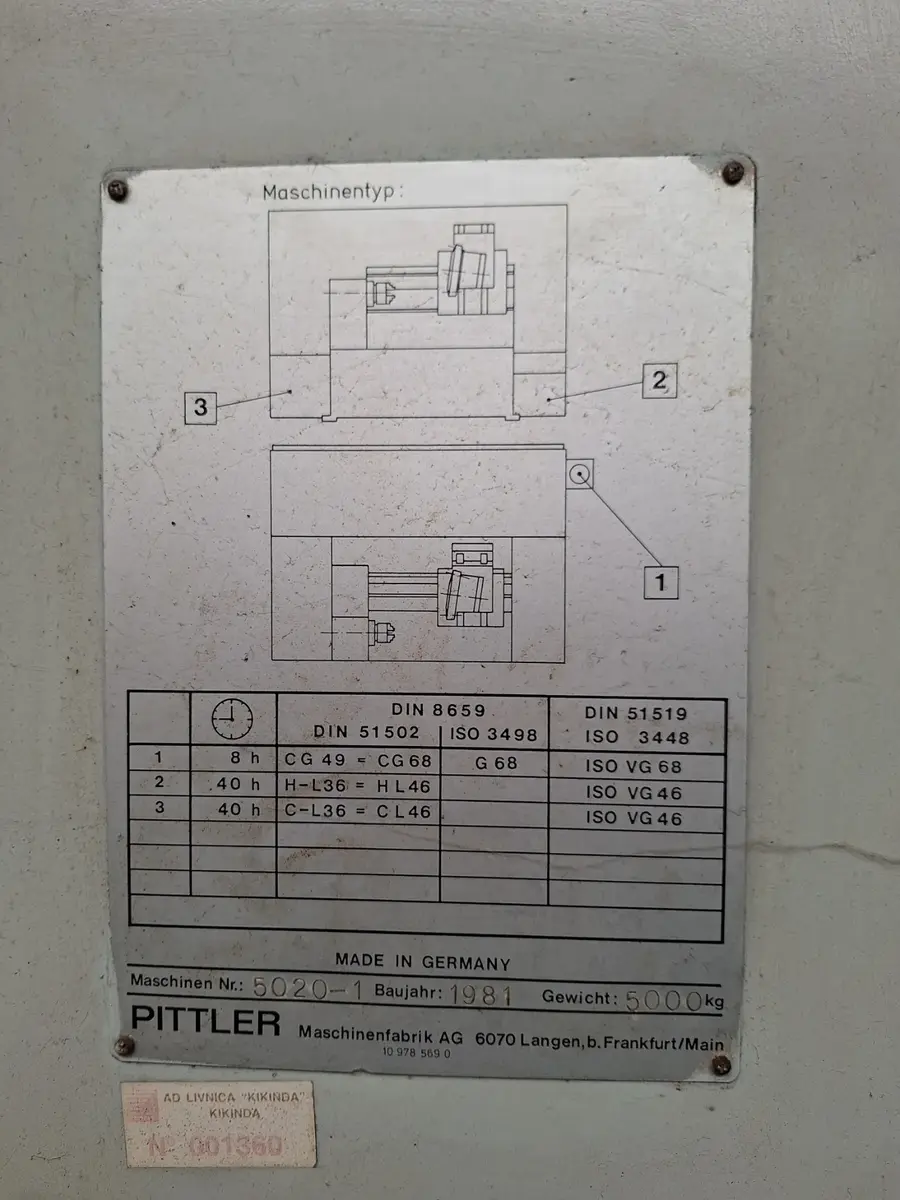 Maschinentyp:
3
2
1
DIN 8659
DIN 51519
DIN 51502
ISO 3498
ISO 3448
1 8 h CG 49 = CG 68 G 68 ISO VG 68
2 40 h H-L36 = HL46 ISO VG 46
3 40 h C-L36 = CL46 ISO VG 46
MADE IN GERMANY
Maschinen Nr.: 5020-1 Baujahr: 1981 Gewicht: 5000 kg
PITTLER Maschinenfabrik AG 6070 Langen, b. Frankfurt/Main
10 978 569 0
AD LIVNICA "KIKINDA"
KIKINDA
Nº 001360